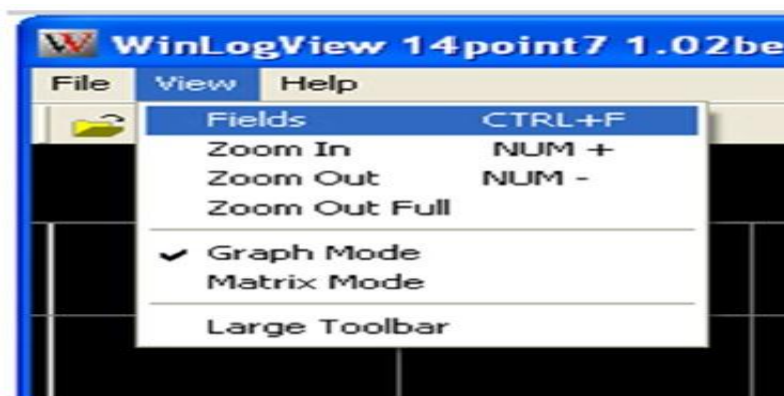 WinLogView 14point7 1.02be
File View Help
Fields CTRL+F
Zoom In NUM +
Zoom Out NUM -
Zoom Out Full
Graph Mode
Matrix Mode
Large Toolbar